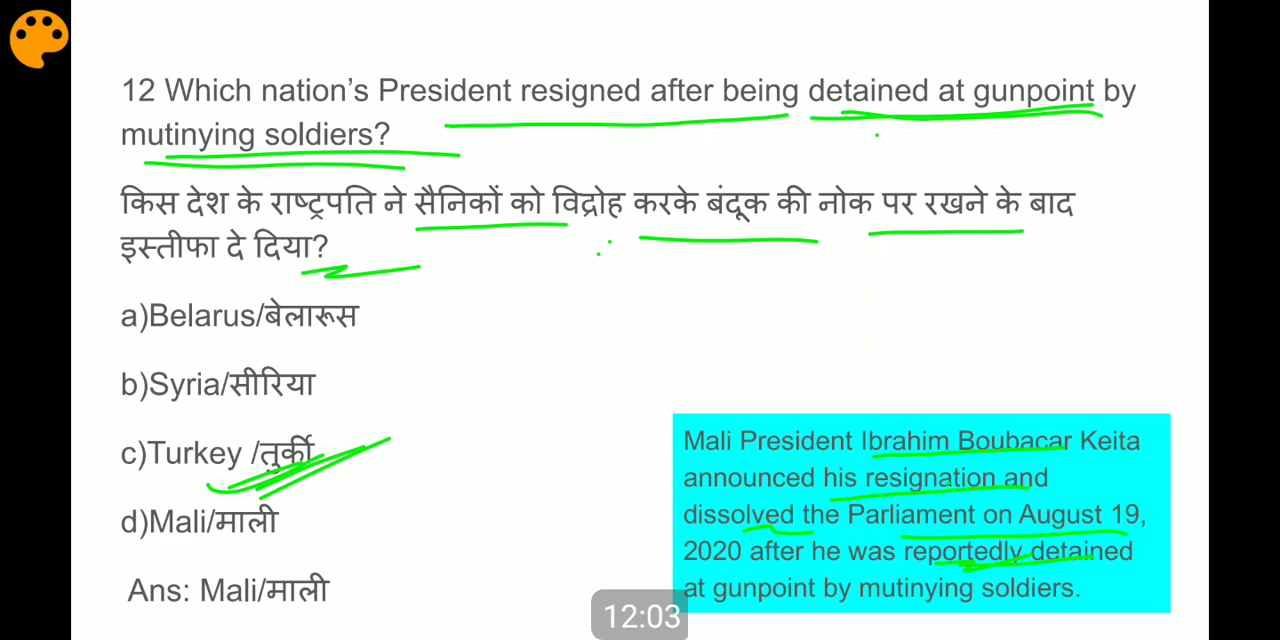 12 Which nation’s President resigned after being detained at gunpoint by
mutinying soldiers?
किस देश के राष्ट्रपति ने सैनिकों को विद्रोह करके बंदूक की नोक पर रखने के बाद
इस्तीफा दे दिया?
a)Belarus/बेलारूस
b)Syria/सीरिया
c)Turkey /तुर्की
d)Mali/माली
Ans: Mali/माली
Mali President Ibrahim Boubacar Keita
announced his resignation and
dissolved the Parliament on August 19,
2020 after he was reportedly detained
at gunpoint by mutinying soldiers.
12:03